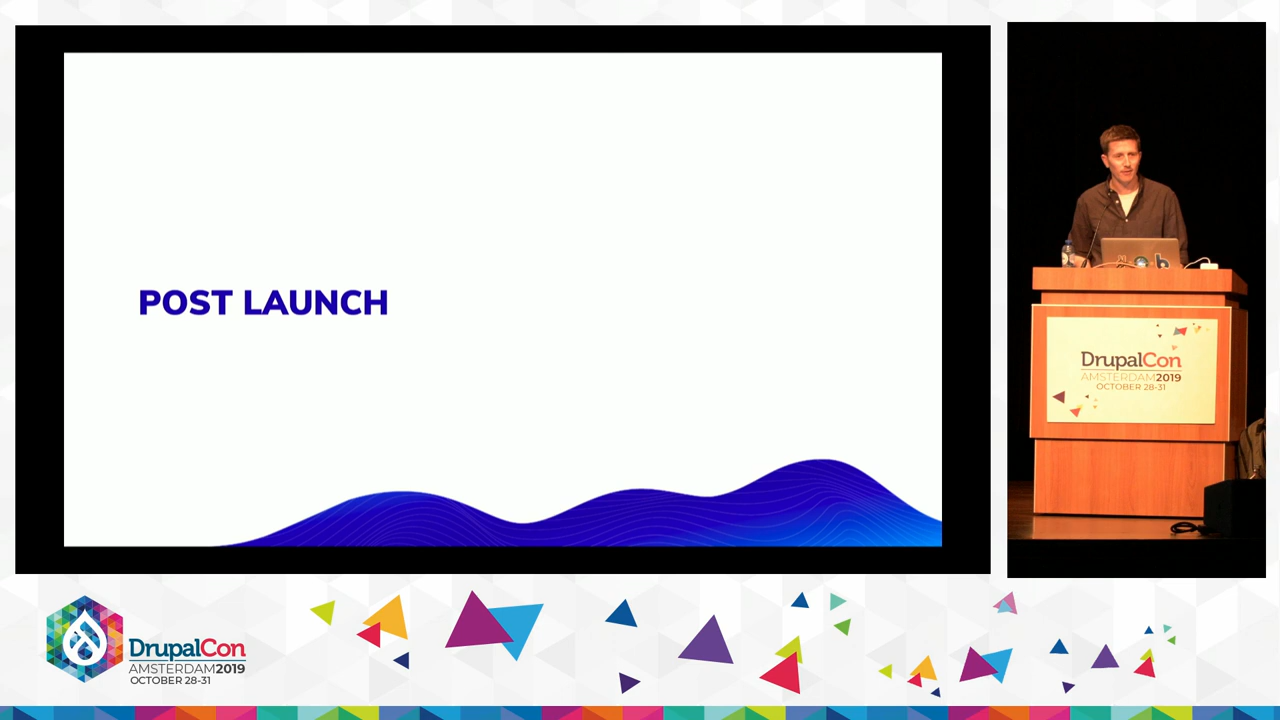 POST LAUNCH
DrupalCon
AMSTERDAM2019
OCTOBER 28-31
DrupalCon
AMSTERDAM2019
OCTOBER 28-31